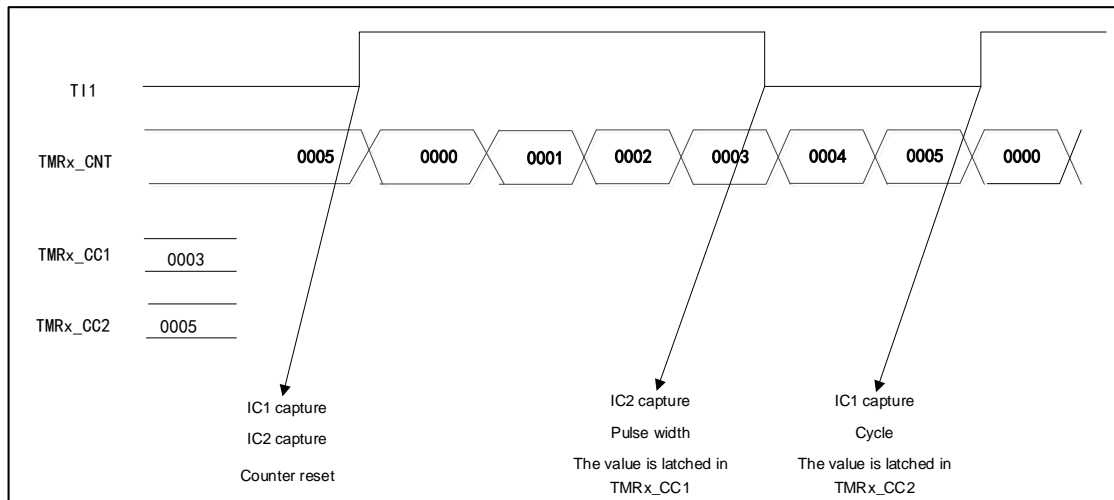 TI1
TMRx_CNT
0005 0000 0001 0002 0003 0004 0005 0000
TMRx_CC1
0003
TMRx_CC2
0005
IC1 capture
IC2 capture
Counter reset
IC2 capture
Pulse width
The value is latched in
TMRx_CC1
IC1 capture
Cycle
The value is latched in
TMRx_CC2